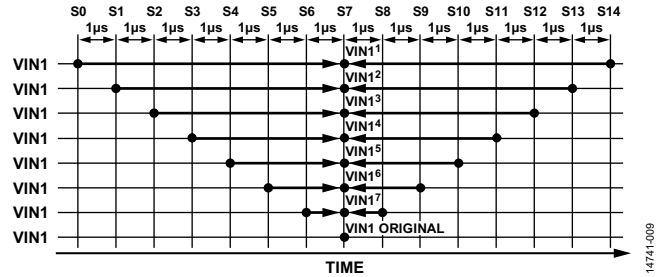 S0 S1 S2 S3 S4 S5 S6 S7 S8 S9 S10 S11 S12 S13 S14
1µs 1µs 1µs 1µs 1µs 1µs 1µs 1µs 1µs 1µs 1µs 1µs 1µs 1µs
VIN1 VIN1¹
VIN1 VIN1²
VIN1 VIN1³
VIN1 VIN1⁴
VIN1 VIN1⁵
VIN1 VIN1⁶
VIN1 VIN1⁷
VIN1 VIN1 ORIGINAL
TIME
14741-009